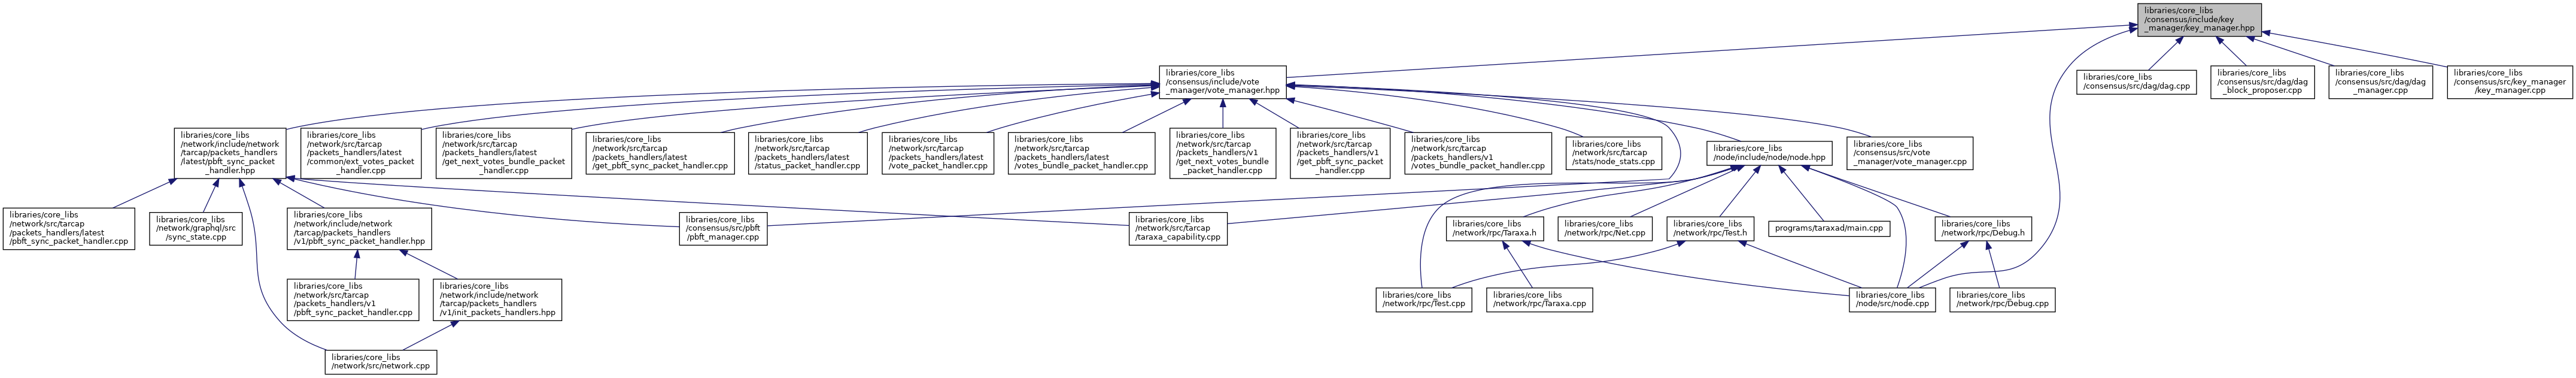 libraries/core_libs
/consensus/include/key
_manager/key_manager.hpp
libraries/core_libs
/consensus/include/vote
_manager/vote_manager.hpp
libraries/core_libs
/consensus/src/dag/dag.cpp
libraries/core_libs
/consensus/src/dag/dag
_block_proposer.cpp
libraries/core_libs
/consensus/src/dag/dag
_manager.cpp
libraries/core_libs
/consensus/src/key_manager
/key_manager.cpp
libraries/core_libs
/network/include/network
/tarcap/packets_handlers
/latest/pbft_sync_packet
_handler.hpp
libraries/core_libs
/network/src/tarcap
/packets_handlers/latest
/common/ext_votes_packet
_handler.cpp
libraries/core_libs
/network/src/tarcap
/packets_handlers/latest
/get_next_votes_bundle_packet
_handler.cpp
libraries/core_libs
/network/src/tarcap
/packets_handlers/latest
/get_pbft_sync_packet_handler.cpp
libraries/core_libs
/network/src/tarcap
/packets_handlers/latest
/status_packet_handler.cpp
libraries/core_libs
/network/src/tarcap
/packets_handlers/latest
/vote_packet_handler.cpp
libraries/core_libs
/network/src/tarcap
/packets_handlers/latest
/votes_bundle_packet_handler.cpp
libraries/core_libs
/network/src/tarcap
/packets_handlers/v1
/get_next_votes_bundle
_packet_handler.cpp
libraries/core_libs
/network/src/tarcap
/packets_handlers/v1
/get_pbft_sync_packet
_handler.cpp
libraries/core_libs
/network/src/tarcap
/packets_handlers/v1
/votes_bundle_packet_handler.cpp
libraries/core_libs
/network/src/tarcap
/stats/node_stats.cpp
libraries/core_libs
/node/include/node/node.hpp
libraries/core_libs
/consensus/src/vote
_manager/vote_manager.cpp
libraries/core_libs
/network/src/tarcap
/packets_handlers/latest
/pbft_sync_packet_handler.cpp
libraries/core_libs
/network/graphql/src
/sync_state.cpp
libraries/core_libs
/network/include/network
/tarcap/packets_handlers
/v1/pbft_sync_packet_handler.hpp
libraries/core_libs
/consensus/src/pbft
/pbft_manager.cpp
libraries/core_libs
/network/src/tarcap
/taraxa_capability.cpp
libraries/core_libs
/network/rpc/Taraxa.h
libraries/core_libs
/network/rpc/Net.cpp
libraries/core_libs
/network/rpc/Test.h
programs/taraxad/main.cpp
libraries/core_libs
/network/rpc/Debug.h
libraries/core_libs
/network/src/tarcap
/packets_handlers/v1
/pbft_sync_packet_handler.cpp
libraries/core_libs
/network/include/network
/tarcap/packets_handlers
/v1/init_packets_handlers.hpp
libraries/core_libs
/network/rpc/Test.cpp
libraries/core_libs
/network/rpc/Taraxa.cpp
libraries/core_libs
/node/src/node.cpp
libraries/core_libs
/network/rpc/Debug.cpp
libraries/core_libs
/network/src/network.cpp